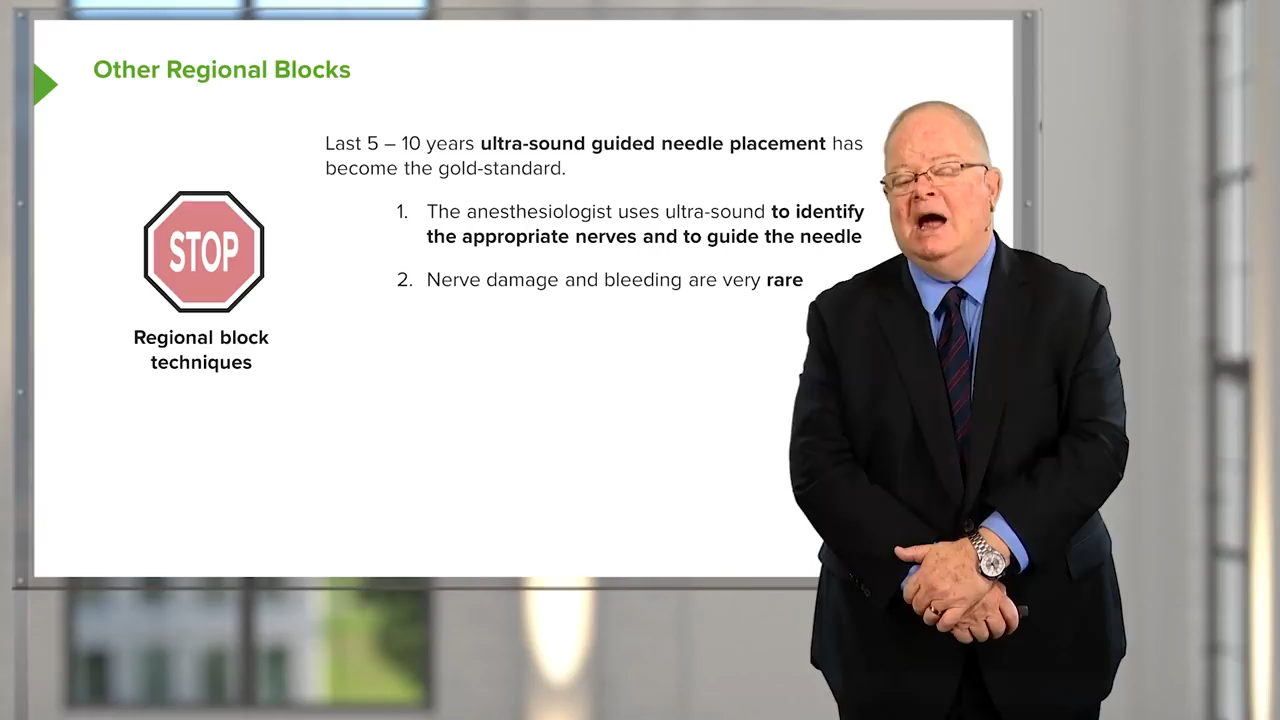 Other Regional Blocks
Last 5 – 10 years ultra-sound guided needle placement has
become the gold-standard.
1. The anesthesiologist uses ultra-sound to identify
the appropriate nerves and to guide the needle
2. Nerve damage and bleeding are very rare
STOP
Regional block
techniques